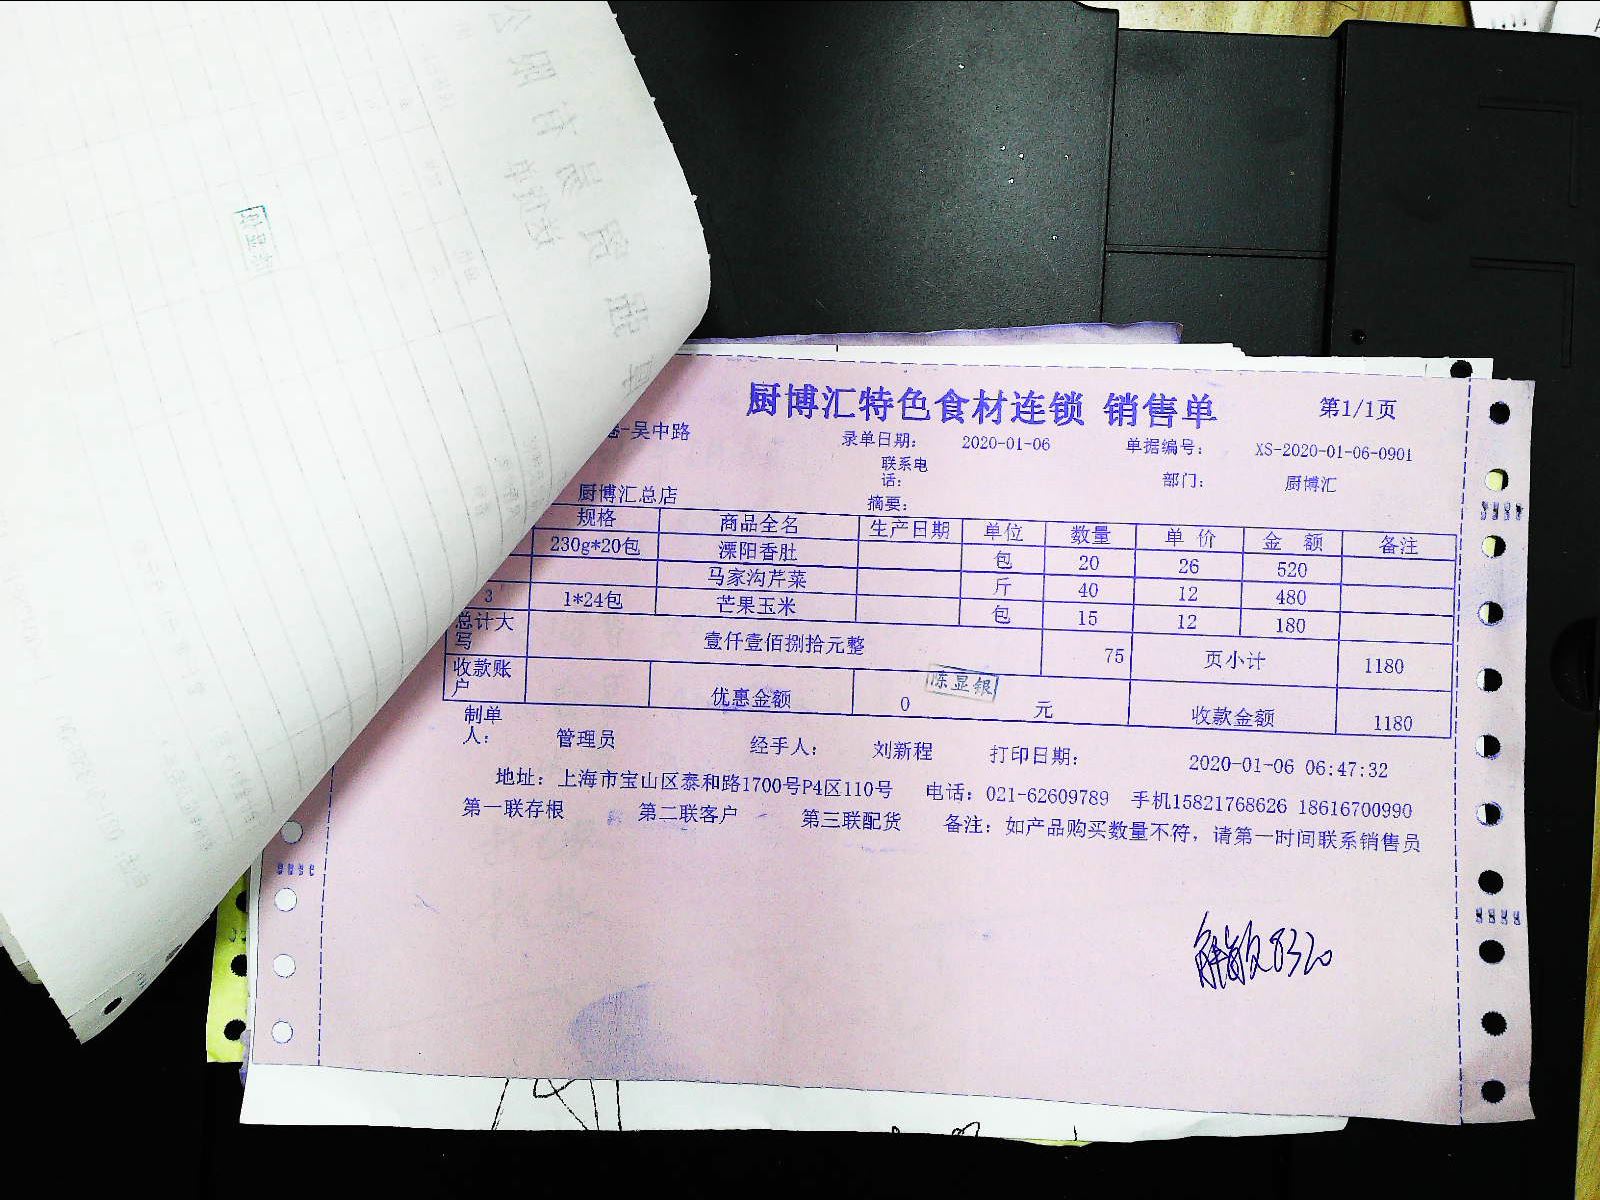 厨博汇特色食材连锁 销售单 第1/1页
-吴中路 录单日期： 2020-01-06 单据编号： XS-2020-01-06-0901
联系电话： 部门： 厨博汇
厨博汇总店 摘要：
规格 商品全名 生产日期 单位 数量 单价 金额 备注
230g*20包 溧阳香肚 包 20 26 520
马家沟芹菜 斤 40 12 480
3 1*24包 芒果玉米 包 15 12 180
总计大写 壹仟壹佰捌拾元整 75 页小计 1180
收款账户 优惠金额 0 元 收款金额 1180
陈显银
制单人： 管理员 经手人： 刘新程 打印日期： 2020-01-06 06:47:32
地址：上海市宝山区泰和路1700号P4区110号 电话：021-62609789 手机15821768626 18616700990
第一联存根 第二联客户 第三联配货 备注：如产品购买数量不符，请第一时间联系销售员
8320